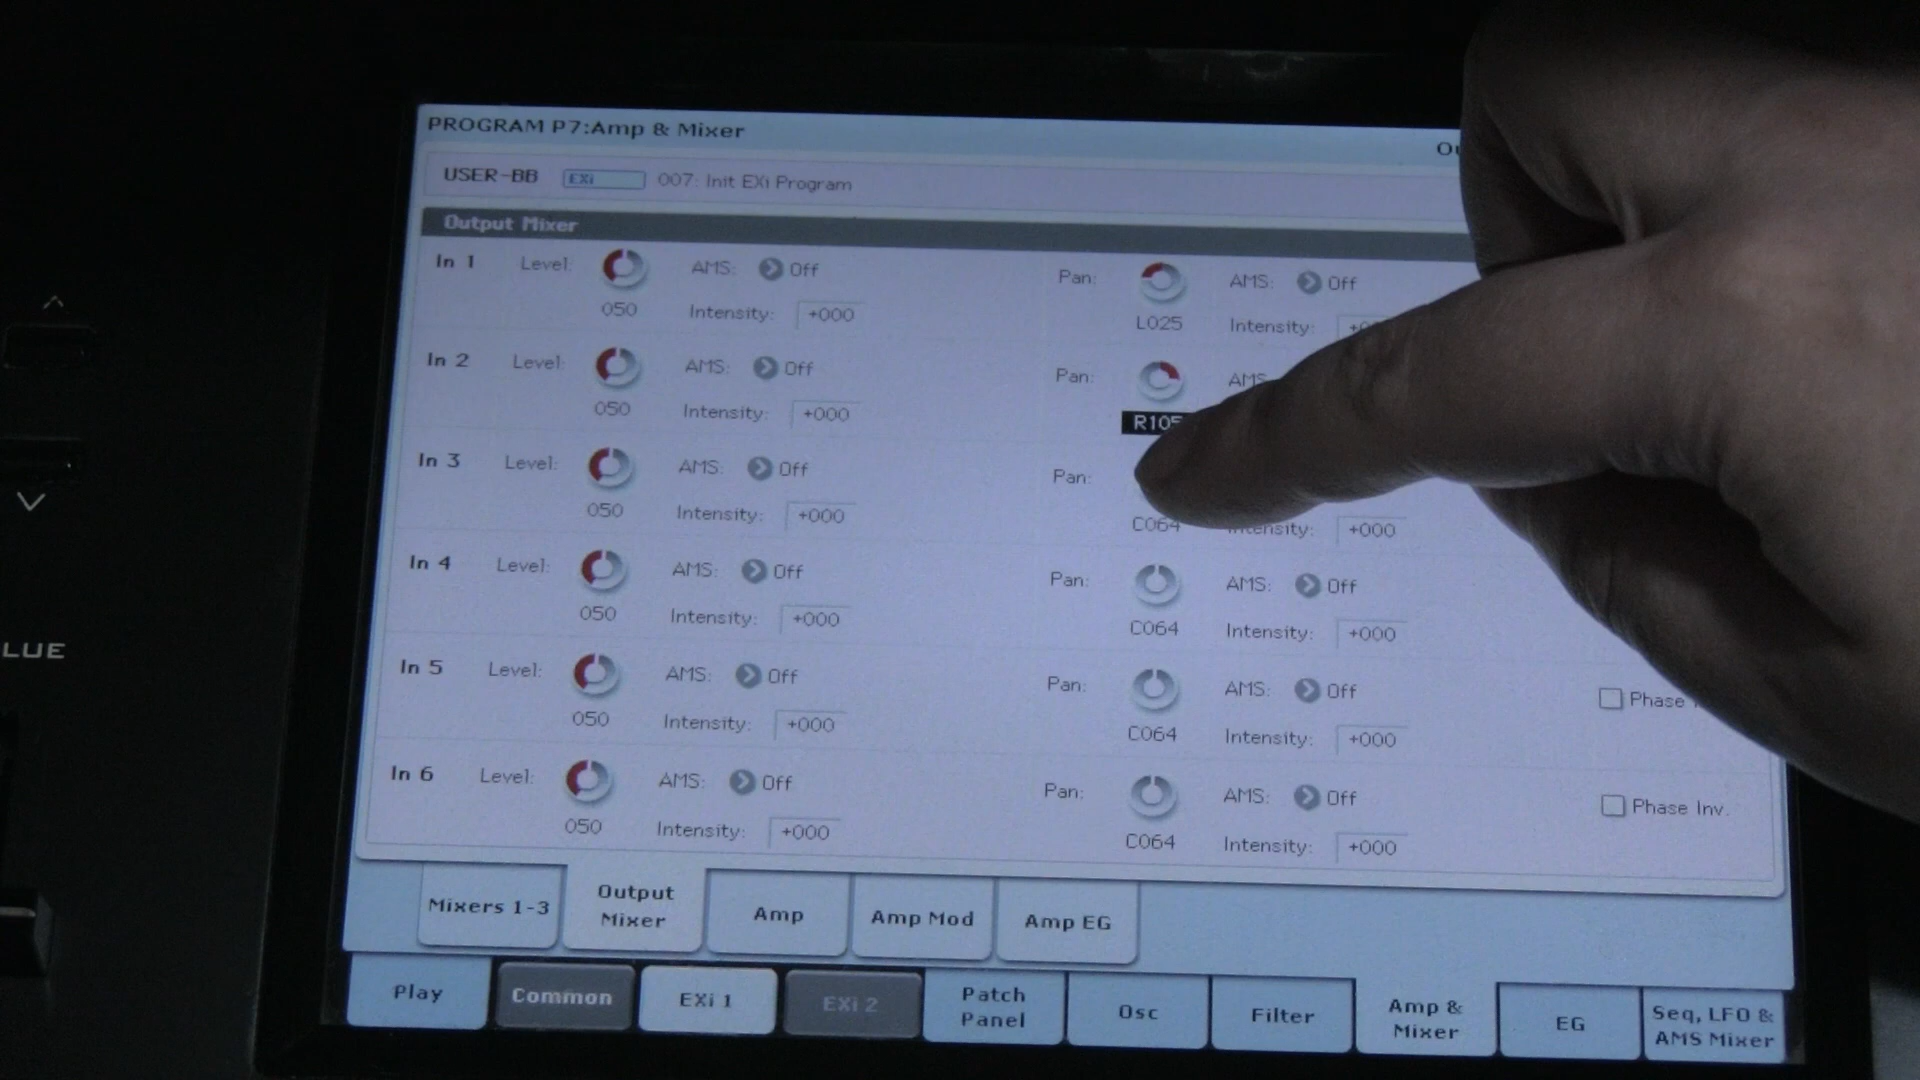 PROGRAM P7:Amp & Mixer
USER-BB EXi 007: Init EXi Program
Output Mixer
In 1 Level: AMS: Off Pan: AMS: Off
050 Intensity: +000 L025 Intensity:
In 2 Level: AMS: Off Pan: AMS
050 Intensity: +000 R105
In 3 Level: AMS: Off Pan:
050 Intensity: +000 C064 Intensity: +000
In 4 Level: AMS: Off Pan: AMS: Off
050 Intensity: +000 C064 Intensity: +000
In 5 Level: AMS: Off Pan: AMS: Off Phase
050 Intensity: +000 C064 Intensity: +000
In 6 Level: AMS: Off Pan: AMS: Off Phase Inv.
050 Intensity: +000 C064 Intensity: +000
Mixers 1-3 Output Mixer Amp Amp Mod Amp EG
Play Common EXi 1 EXi 2 Patch Panel Osc Filter Amp & Mixer EG Seq, LFO & AMS Mixer
LUE